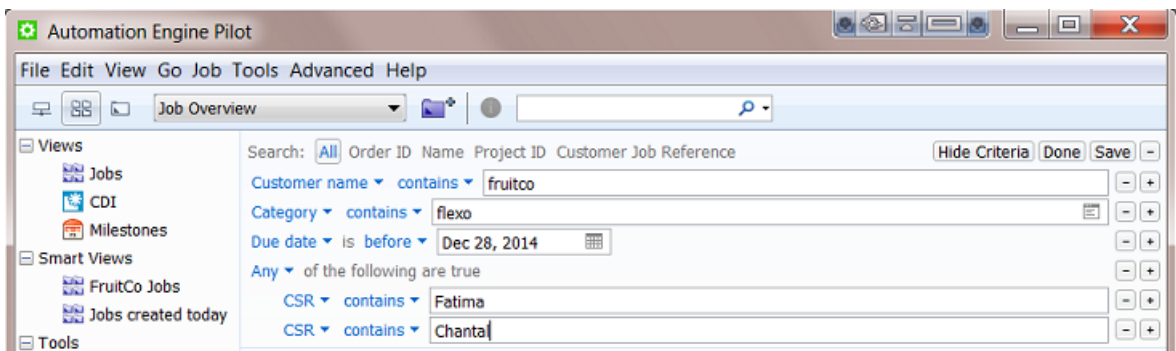 Automation Engine Pilot
File Edit View Go Job Tools Advanced Help
Job Overview
Views
Jobs
CDI
Milestones
Smart Views
FruitCo Jobs
Jobs created today
Tools
Search: All Order ID Name Project ID Customer Job Reference Hide Criteria Done Save -
Customer name contains fruitco - +
Category contains flexo - +
Due date is before Dec 28, 2014 - +
Any of the following are true - +
CSR contains Fatima - +
CSR contains Chantal - +